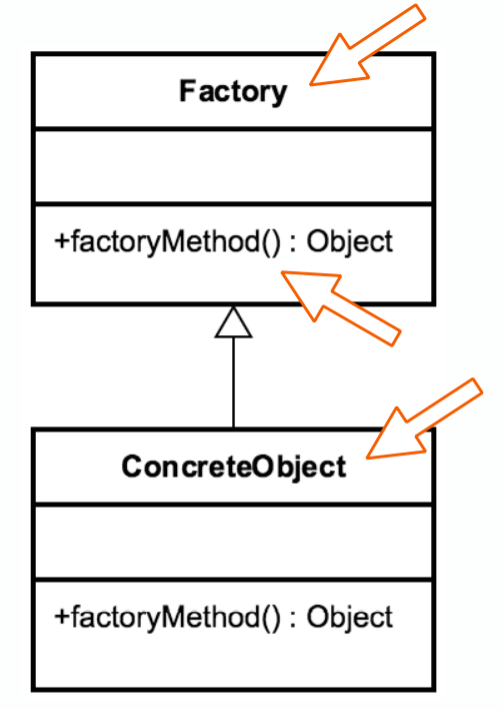 Factory
+factoryMethod() : Object
ConcreteObject
+factoryMethod() : Object